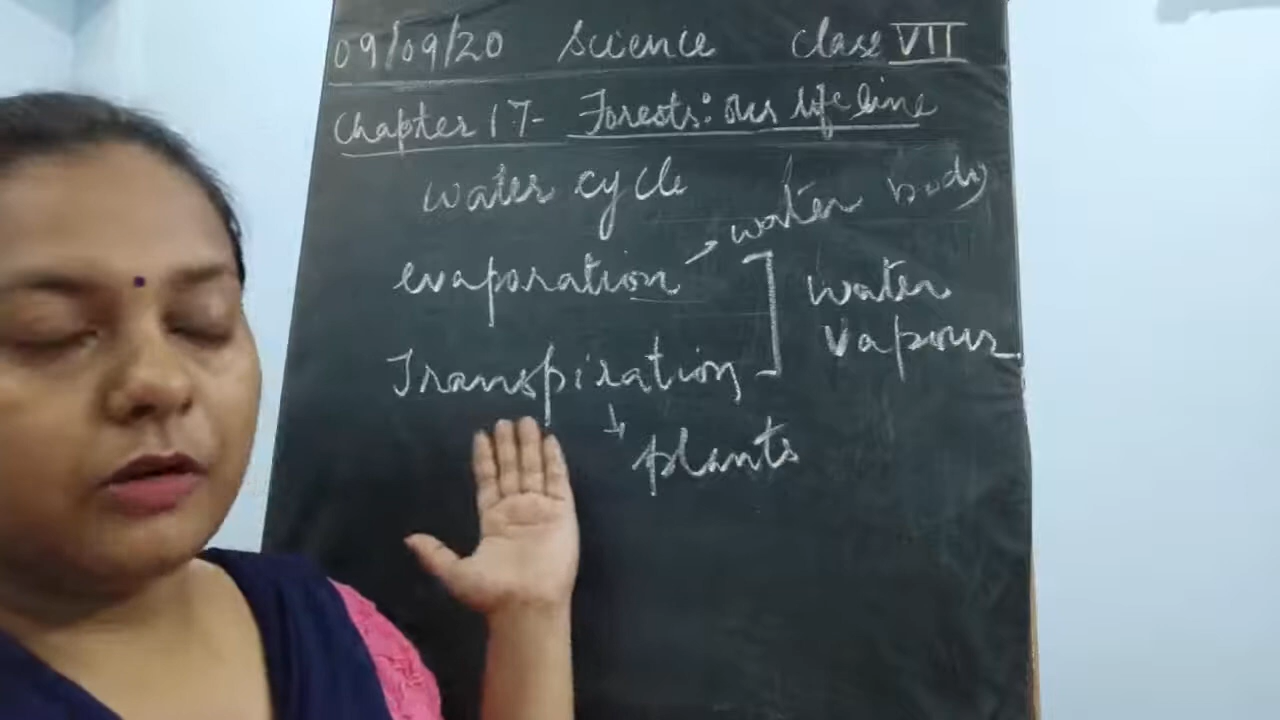 09/09/20 Science Class VII
Chapter 17- Forests: Our life line
Water cycle
evaporation → water body
Transpiration ] Water Vapours
↓ plants